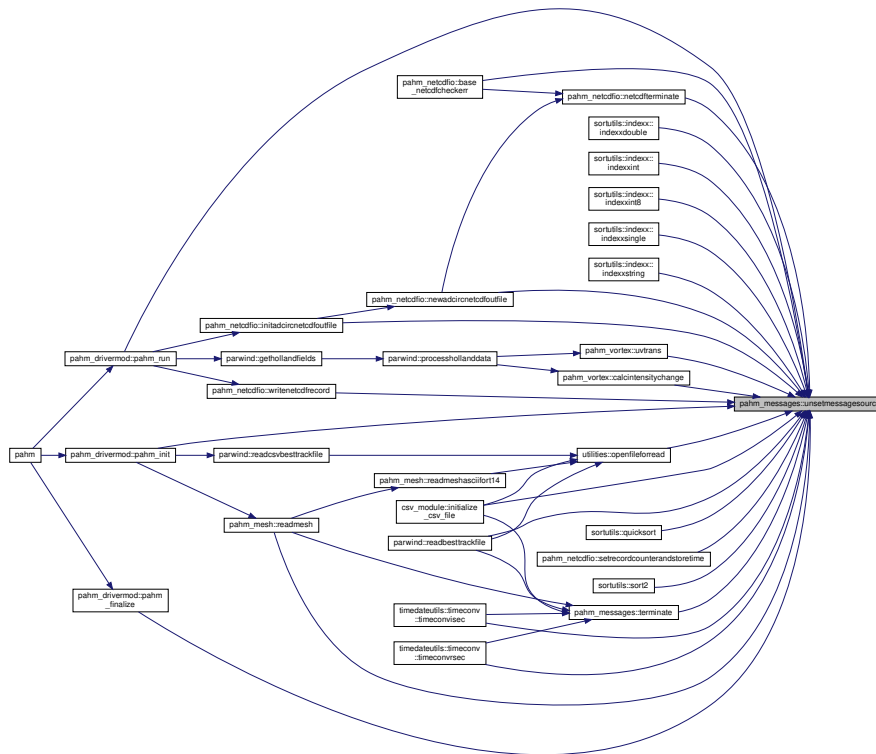 pahm_netcdfio::base
_netcdfcheckerr
pahm_netcdfio::netcdfterminate
sortutils::indexx::
indexxdouble
sortutils::indexx::
indexxint
sortutils::indexx::
indexxint8
sortutils::indexx::
indexxsingle
sortutils::indexx::
indexxstring
pahm_netcdfio::newadcircnetcdfoutfile
pahm_netcdfio::initadcircnetcdfoutfile
pahm_drivermod::pahm_run
parwind::gethollandfields
parwind::processhollanddata
pahm_vortex::uvtrans
pahm_vortex::calcintensitychange
pahm_netcdfio::writenetcdfrecord
pahm_messages::unsetmessagesource
pahm
pahm_drivermod::pahm_init
parwind::readcsvbesttrackfile
utilities::openfileforread
pahm_mesh::readmeshasciifort14
csv_module::initialize
_csv_file
pahm_mesh::readmesh
parwind::readbesttrackfile
sortutils::quicksort
pahm_netcdfio::setrecordcounterandstoretime
sortutils::sort2
pahm_drivermod::pahm
_finalize
timedateutils::timeconv
::timeconvisec
pahm_messages::terminate
timedateutils::timeconv
::timeconvrsec